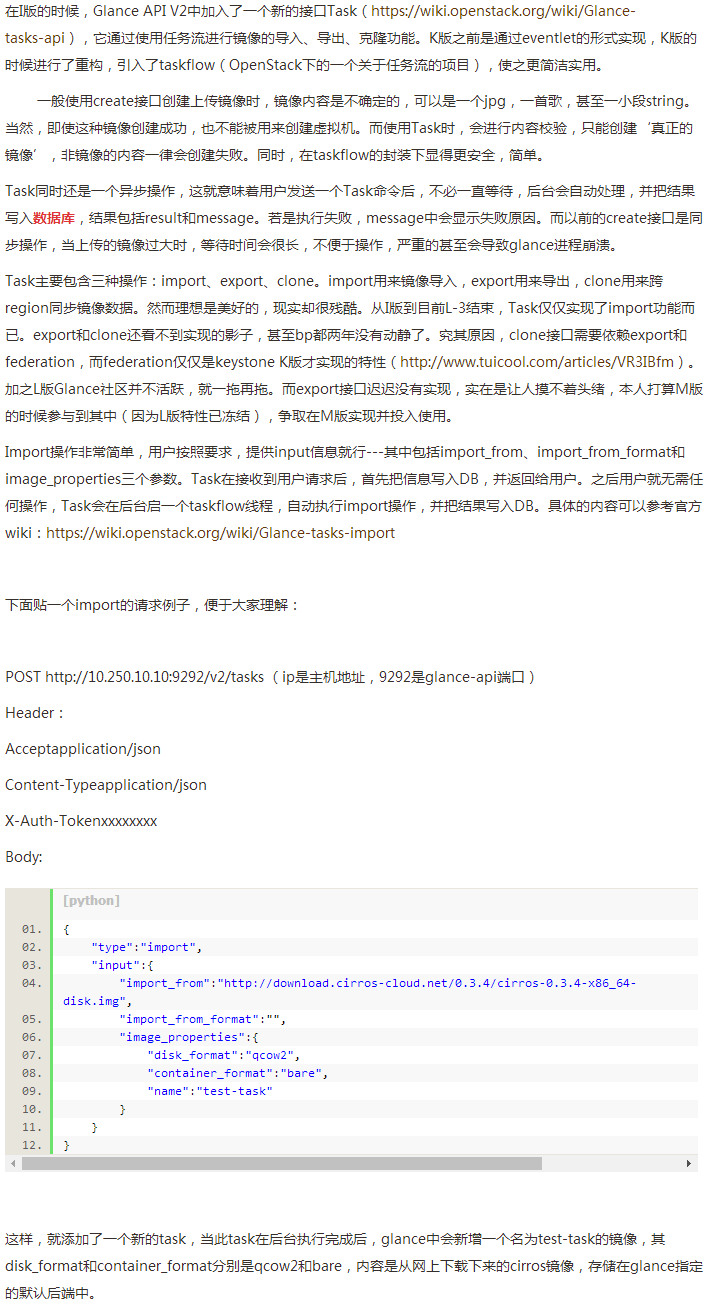 在I版的时候，Glance API V2中加入了一个新的接口Task（https://wiki.openstack.org/wiki/Glance-
tasks-api），它通过使用任务流进行镜像的导入、导出、克隆功能。K版之前是通过eventlet的形式实现，K版的
时候进行了重构，引入了taskflow（OpenStack下的一个关于任务流的项目），使之更简洁实用。
一般使用create接口创建上传镜像时，镜像内容是不确定的，可以是一个jpg，一首歌，甚至一小段string。
当然，即使这种镜像创建成功，也不能被用来创建虚拟机。而使用Task时，会进行内容校验，只能创建‘真正的
镜像’，非镜像的内容一律会创建失败。同时，在taskflow的封装下显得更安全，简单。
Task同时还是一个异步操作，这就意味着用户发送一个Task命令后，不必一直等待，后台会自动处理，并把结果
写入数据库，结果包括result和message。若是执行失败，message中会显示失败原因。而以前的create接口是同
步操作，当上传的镜像过大时，等待时间会很长，不便于操作，严重的甚至会导致glance进程崩溃。
Task主要包含三种操作：import、export、clone。import用来镜像导入，export用来导出，clone用来跨
region同步镜像数据。然而理想是美好的，现实却很残酷。从I版到目前L-3结束，Task仅仅实现了import功能而
已。export和clone还看不到实现的影子，甚至bp都两年没有动静了。究其原因，clone接口需要依赖export和
federation，而federation仅仅是keystone K版才实现的特性（http://www.tuicool.com/articles/VR3IBfm）。
加之L版Glance社区并不活跃，就一拖再拖。而export接口迟迟没有实现，实在是让人摸不着头绪，本人打算M版
的时候参与到其中（因为L版特性已冻结），争取在M版实现并投入使用。
Import操作非常简单，用户按照要求，提供input信息就行---其中包括import_from、import_from_format和
image_properties三个参数。Task在接收到用户请求后，首先把信息写入DB，并返回给用户。之后用户就无需任
何操作，Task会在后台启一个taskflow线程，自动执行import操作，并把结果写入DB。具体的内容可以参考官方
wiki：https://wiki.openstack.org/wiki/Glance-tasks-import
下面贴一个import的请求例子，便于大家理解：
POST http://10.250.10.10:9292/v2/tasks （ip是主机地址，9292是glance-api端口）
Header：
Acceptapplication/json
Content-Typeapplication/json
X-Auth-Tokenxxxxxxxx
Body:
[python]
01. {
02. "type":"import",
03. "input":{
04. "import_from":"http://download.cirros-cloud.net/0.3.4/cirros-0.3.4-x86_64-
disk.img",
05. "import_from_format":"",
06. "image_properties":{
07. "disk_format":"qcow2",
08. "container_format":"bare",
09. "name":"test-task"
10. }
11. }
12. }
这样，就添加了一个新的task，当此task在后台执行完成后，glance中会新增一个名为test-task的镜像，其
disk_format和container_format分别是qcow2和bare，内容是从网上下载下来的cirros镜像，存储在glance指定
的默认后端中。